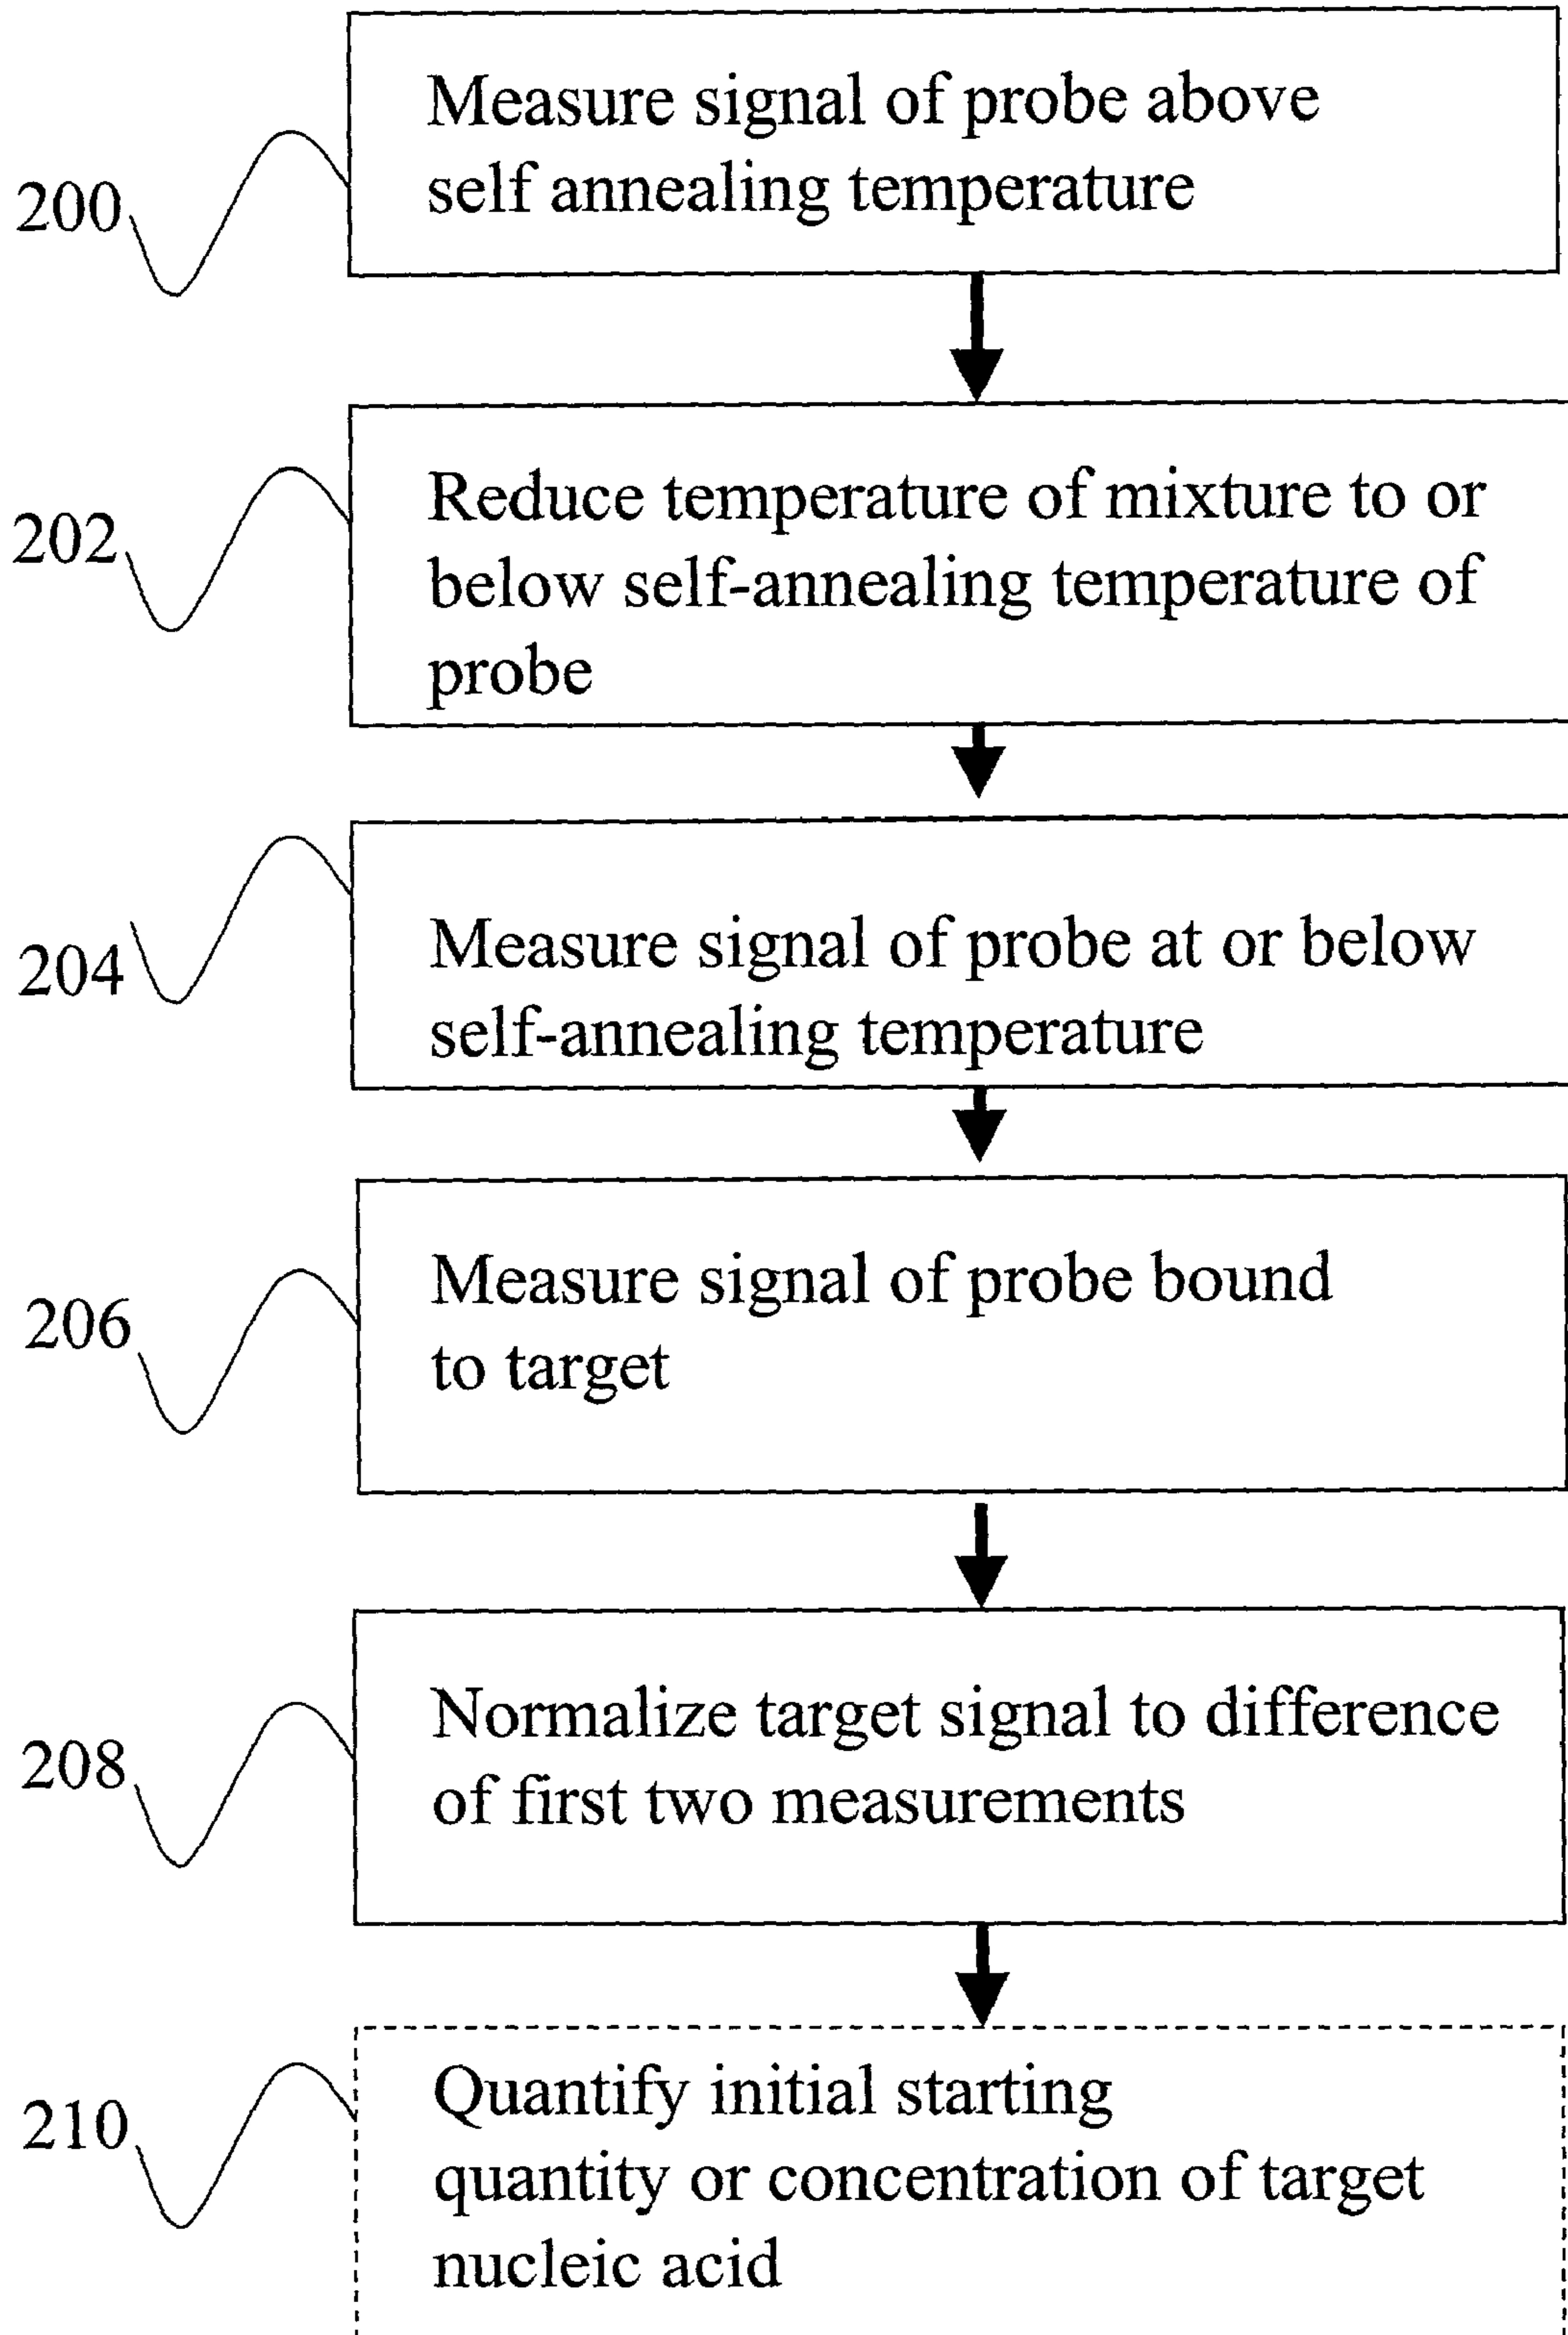 Measure signal of probe above
self annealing temperature
200
Reduce temperature of mixture to or
below self-annealing temperature of
probe
202
Measure signal of probe at or below
self-annealing temperature
204
Measure signal of probe bound
to target
206
Normalize target signal to difference
of first two measurements
208
Quantify initial starting
quantity or concentration of target
nucleic acid
210